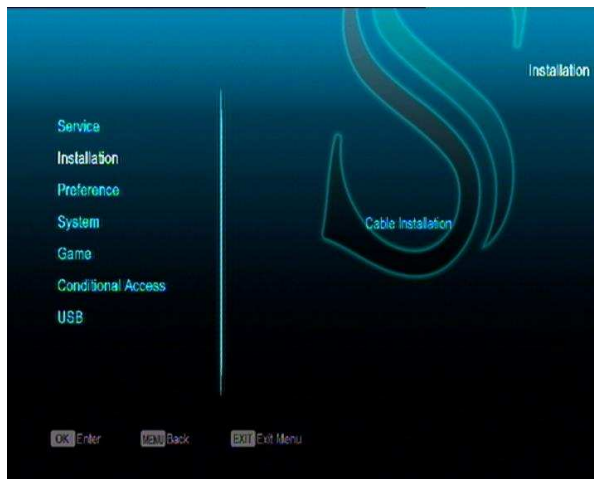 Installation
Service
Installation
Preference
System
Game
Conditional Access
USB
Cable Installation
OK Enter MENU Back EXIT Exit Menu